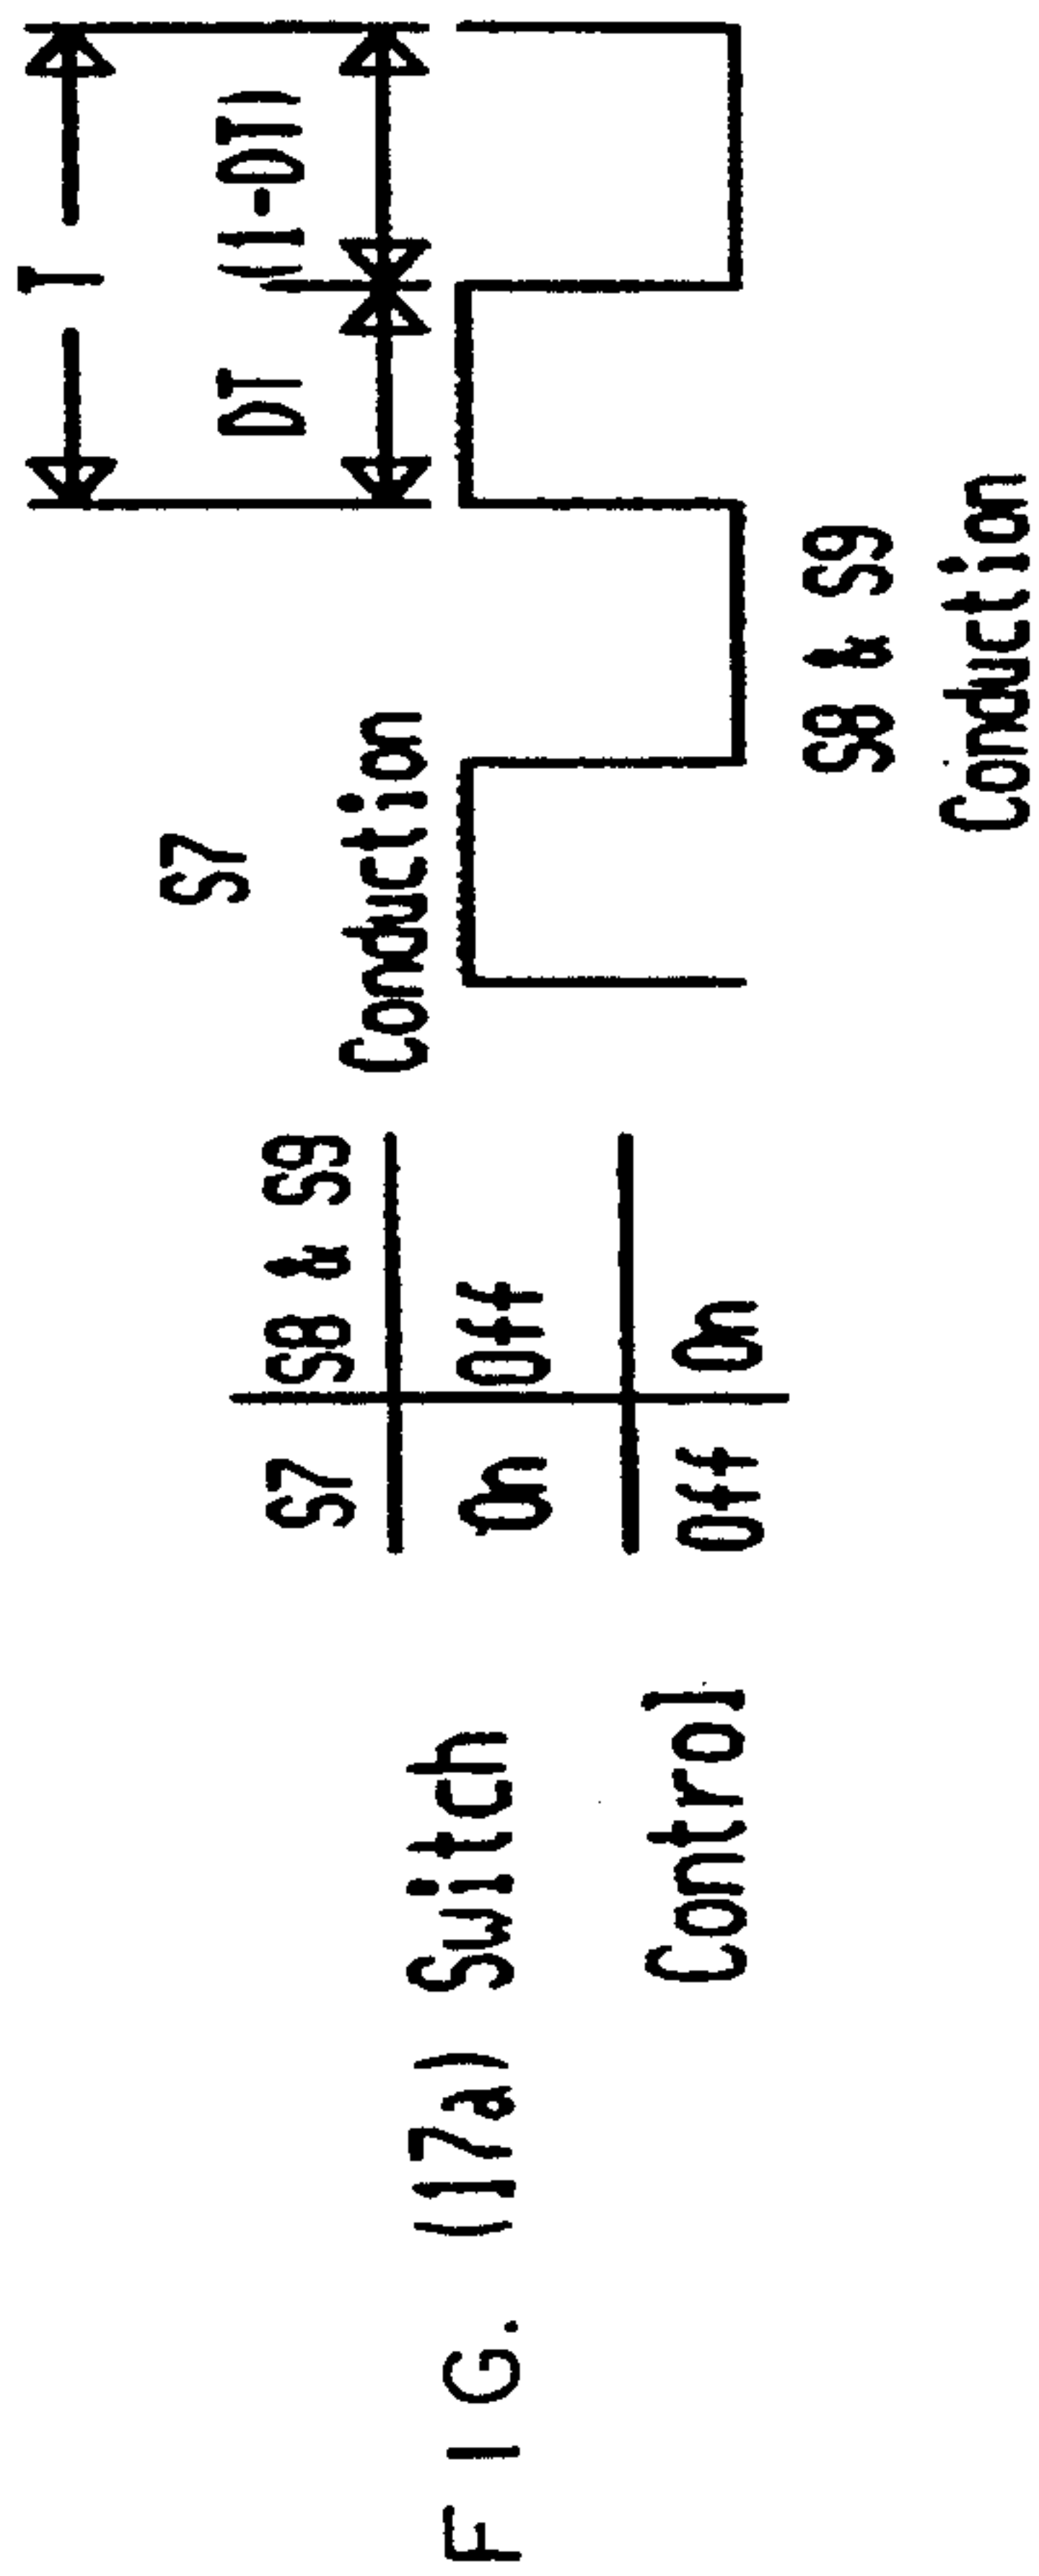 FIG. (17a) Switch
Control
S7 S8 & S9
On Off
Off On
S7
Conduction
T
DT (1-DT)
S8 & S9
Conduction